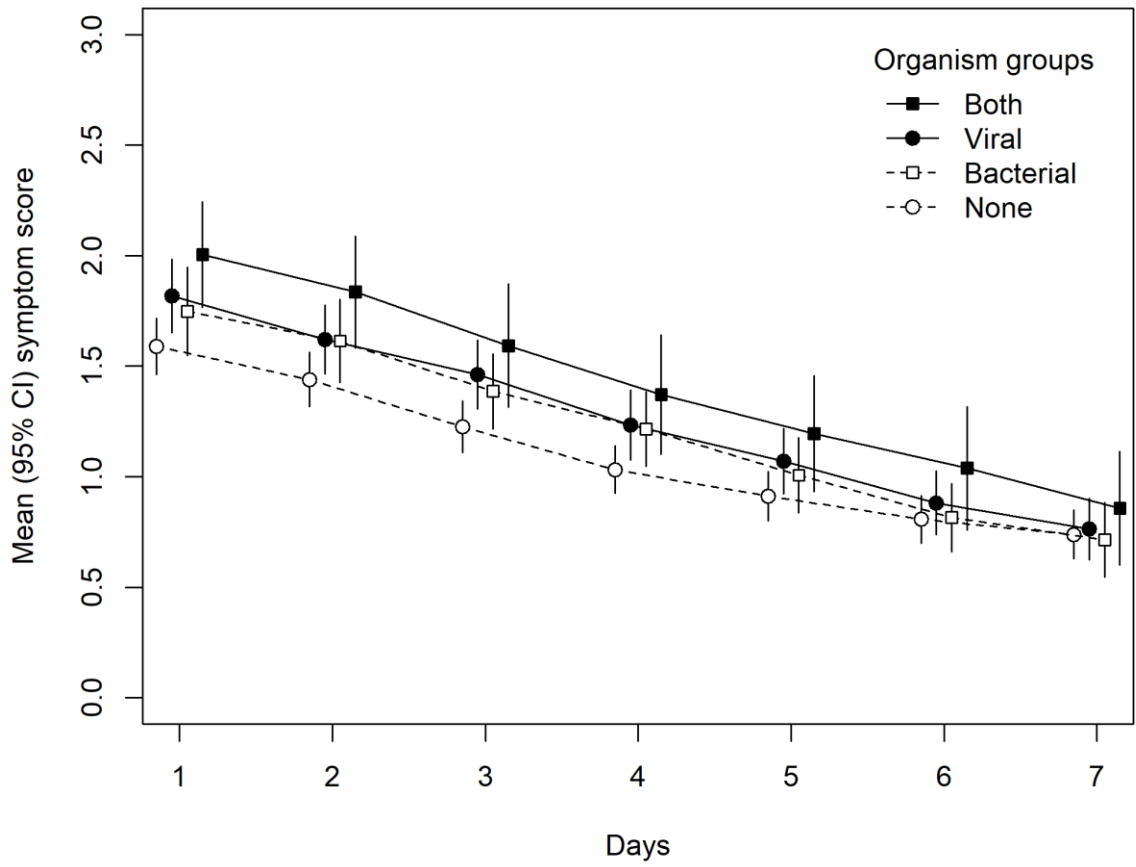 3.0
2.5
2.0
1.5
1.0
0.5
0.0
Mean (95% CI) symptom score
Organism groups
Both
Viral
Bacterial
None
1 2 3 4 5 6 7
Days